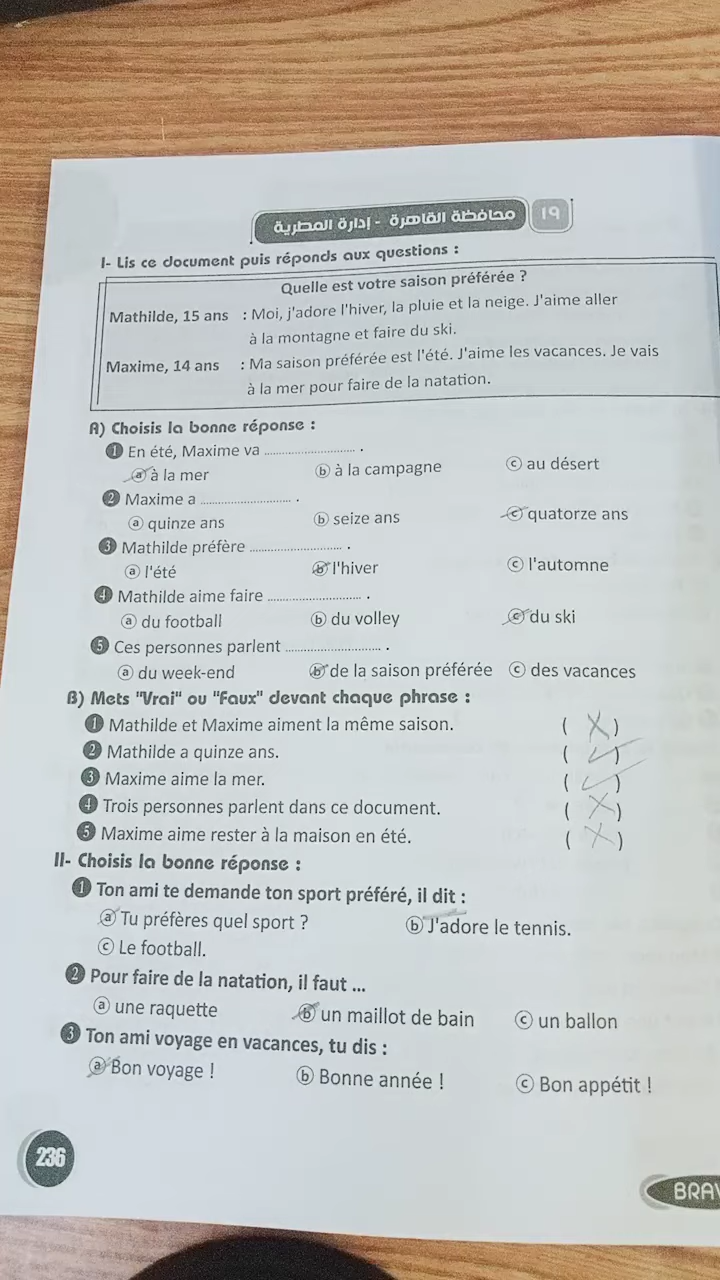 محافظة القاهرة - إدارة المطرية ١٩
I- Lis ce document puis réponds aux questions :
Quelle est votre saison préférée ?
Mathilde, 15 ans : Moi, j'adore l'hiver, la pluie et la neige. J'aime aller
à la montagne et faire du ski.
Maxime, 14 ans : Ma saison préférée est l'été. J'aime les vacances. Je vais
à la mer pour faire de la natation.
A) Choisis la bonne réponse :
1 En été, Maxime va ........................... .
a à la mer b à la campagne c au désert
2 Maxime a ........................... .
a quinze ans b seize ans c quatorze ans
3 Mathilde préfère ........................... .
a l'été b l'hiver c l'automne
4 Mathilde aime faire ........................... .
a du football b du volley c du ski
5 Ces personnes parlent ........................... .
a du week-end b de la saison préférée c des vacances
B) Mets "Vrai" ou "Faux" devant chaque phrase :
1 Mathilde et Maxime aiment la même saison. ( X )
2 Mathilde a quinze ans. ( ✓ )
3 Maxime aime la mer. ( ✓ )
4 Trois personnes parlent dans ce document. ( X )
5 Maxime aime rester à la maison en été. ( X )
II- Choisis la bonne réponse :
1 Ton ami te demande ton sport préféré, il dit :
a Tu préfères quel sport ? b J'adore le tennis.
c Le football.
2 Pour faire de la natation, il faut ...
a une raquette b un maillot de bain c un ballon
3 Ton ami voyage en vacances, tu dis :
a Bon voyage ! b Bonne année ! c Bon appétit !
236